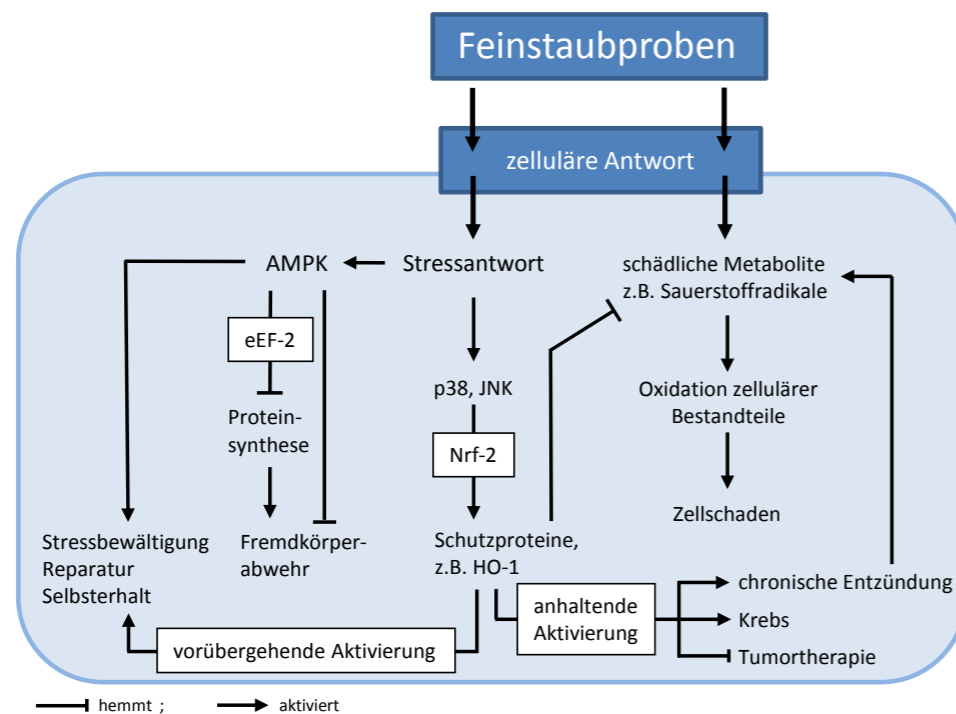 Feinstaubproben
zelluläre Antwort
AMPK
Stressantwort
schädliche Metabolite
z.B. Sauerstoffradikale
eEF-2
p38, JNK
Oxidation zellulärer
Bestandteile
Protein-
synthese
Nrf-2
Zellschaden
Stressbewältigung
Reparatur
Selbsterhalt
Fremdkörper-
abwehr
Schutzproteine,
z.B. HO-1
anhaltende
Aktivierung
chronische Entzündung
Krebs
Tumortherapie
vorübergehende Aktivierung
hemmt ;
aktiviert